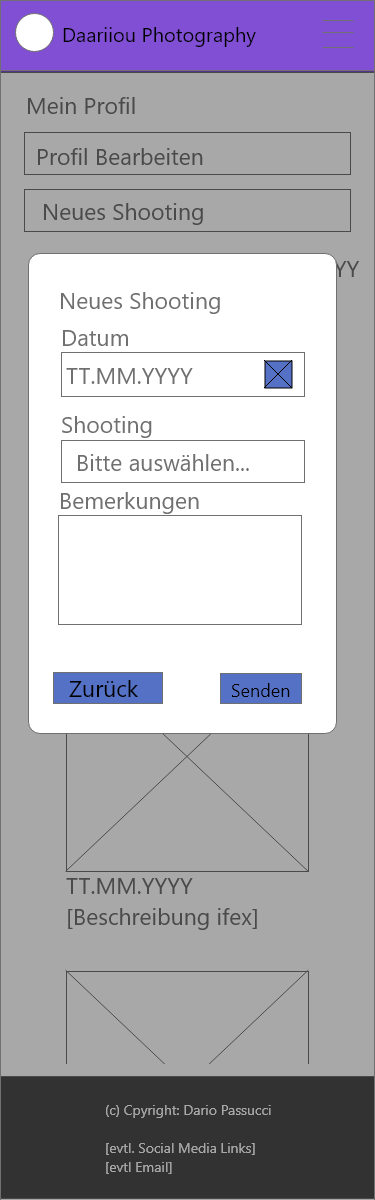 Daariiou Photography
Mein Profil
Profil Bearbeiten
Neues Shooting
YY
Neues Shooting
Datum
TT.MM.YYYY
Shooting
Bitte auswählen...
Bemerkungen
Zurück
Senden
TT.MM.YYYY
[Beschreibung ifex]
(c) Cpyright: Dario Passucci
[evtl. Social Media Links]
[evtl Email]